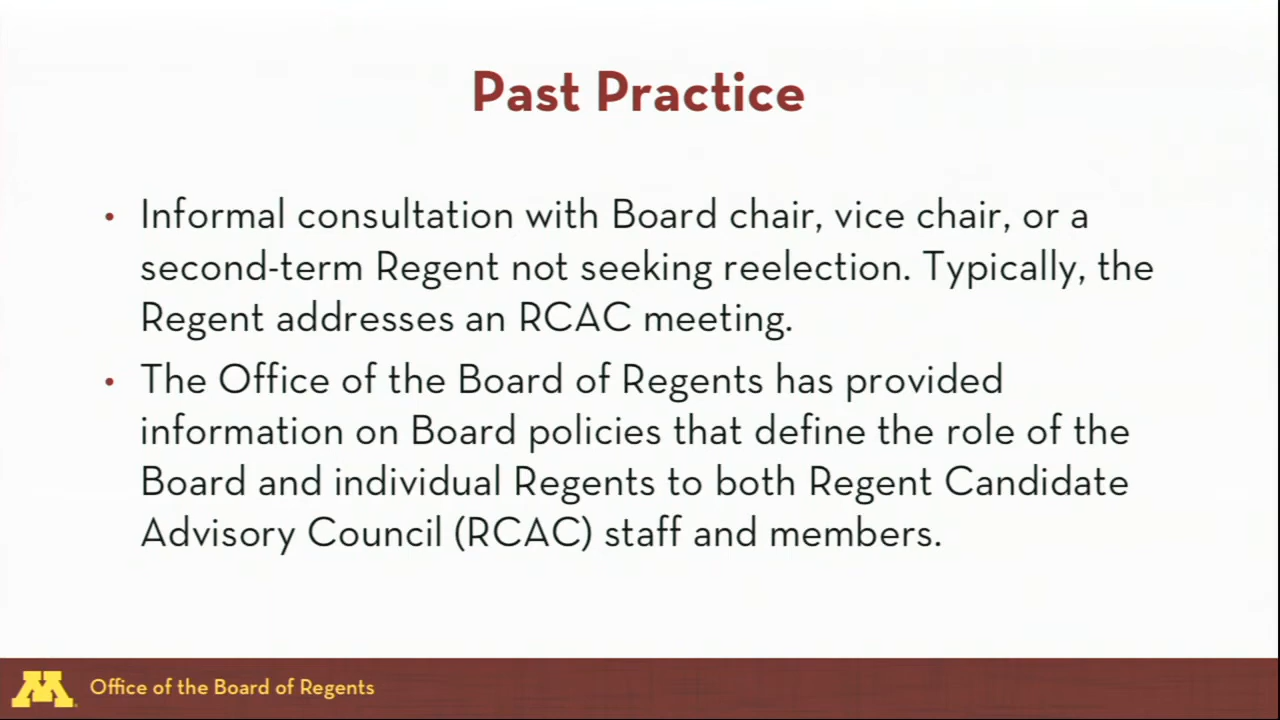 Past Practice
• Informal consultation with Board chair, vice chair, or a
second-term Regent not seeking reelection. Typically, the
Regent addresses an RCAC meeting.
• The Office of the Board of Regents has provided
information on Board policies that define the role of the
Board and individual Regents to both Regent Candidate
Advisory Council (RCAC) staff and members.
M Office of the Board of Regents